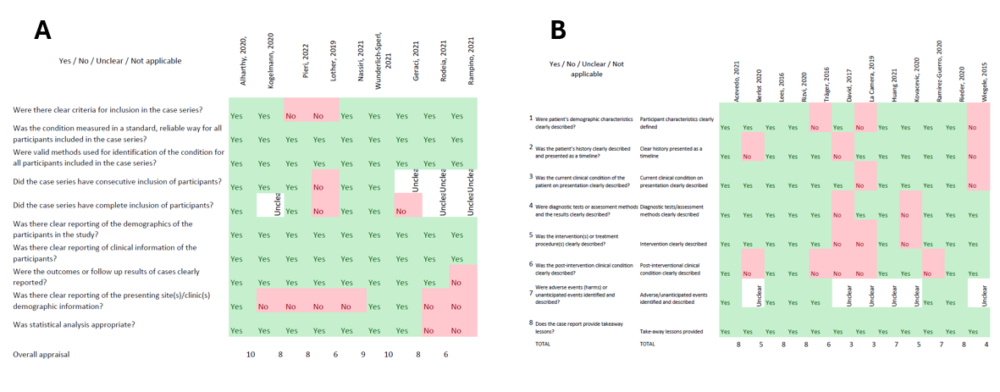 A
Yes / No / Unclear / Not applicable
Alharthy, 2020,
Kogelmann, 2020
Pieri, 2022
Lother, 2019
Nassiri, 2021
Wunderlich-Sperl,
2021
Geraci, 2021
Rodeia, 2021
Rampino, 2021
Were there clear criteria for inclusion in the case series? Yes Yes No No Yes Yes Yes Yes Yes
Was the condition measured in a standard, reliable way for all
participants included in the case series? Yes Yes Yes Yes Yes Yes Yes Yes Yes
Were valid methods used for identification of the condition for
all participants included in the case series? Yes Yes Yes Yes Yes Yes Yes Yes Yes
Did the case series have consecutive inclusion of participants? Yes Yes Yes No Yes Yes Unclea Unclea Unclea
Did the case series have complete inclusion of participants? Yes Unclea Yes No Yes Yes No Unclea Unclea
Was there clear reporting of the demographics of the
participants in the study? Yes Yes Yes Yes Yes Yes Yes Yes Yes
Was there clear reporting of clinical information of the
participants? Yes Yes Yes Yes Yes Yes Yes Yes Yes
Were the outcomes or follow up results of cases clearly
reported? Yes Yes Yes Yes Yes Yes Yes Yes No
Was there clear reporting of the presenting site(s)/clinic(s)
demographic information? Yes No No No No Yes Yes No No
Was statistical analysis appropriate? Yes Yes Yes Yes Yes Yes Yes No No
Overall appraisal 10 8 8 6 9 10 8 6
B
Yes / No / Unclear / Not
applicable
Acevedo, 2021
Berlot 2020
Lees, 2016
Rizvi, 2020
Träger, 2016
David, 2017
La Camera, 2019
Huang 2021
Kovacevic, 2020
Ramírez-Guerro, 2020
Rieder, 2020
Wiegele, 2015
1 Were patient's demographic characteristics Participant characteristics clearly
clearly described? defined Yes Yes Yes Yes No Yes No Yes Yes Yes Yes No
2 Was the patient's history clearly described Clear history presented as a
and presented as a timeline? timeline Yes No Yes Yes Yes No Yes Yes Yes Yes Yes No
3 Was the current clinical condition of the Current clinical condition on
patient on presentation clearly described? presentation clearly described Yes Yes Yes Yes Yes Yes No Yes Yes Yes Yes No
4 Were diagnostic tests or assessment methods Diagnostic tests/assessment
and the results clearly described? methods clearly described Yes Yes Yes Yes Yes No Yes Yes No Yes Yes Yes
5 Was the intervention(s) or treatment
procedure(s) clearly described? Intervention clearly described Yes Yes Yes Yes Yes No No Yes No Yes Yes Yes
6 Was the post-intervention clinical condition Post-interventional clinical
clearly described? condition clearly described Yes No Yes Yes No No No Yes Yes No Yes Yes
7 Were adverse events (harms) or
unanticipated events identified and Adverse/unanticipated events
described? identified and described Yes Unclear Yes Yes Yes Unclear Unclear Unclear Unclear Yes Yes Unclear
8 Does the case report provide takeaway
lessons? Take-away lessons provided Yes Yes Yes Yes Yes Yes Yes Yes Yes Yes Yes Yes
TOTAL TOTAL 8 5 8 8 6 3 3 7 5 7 8 4